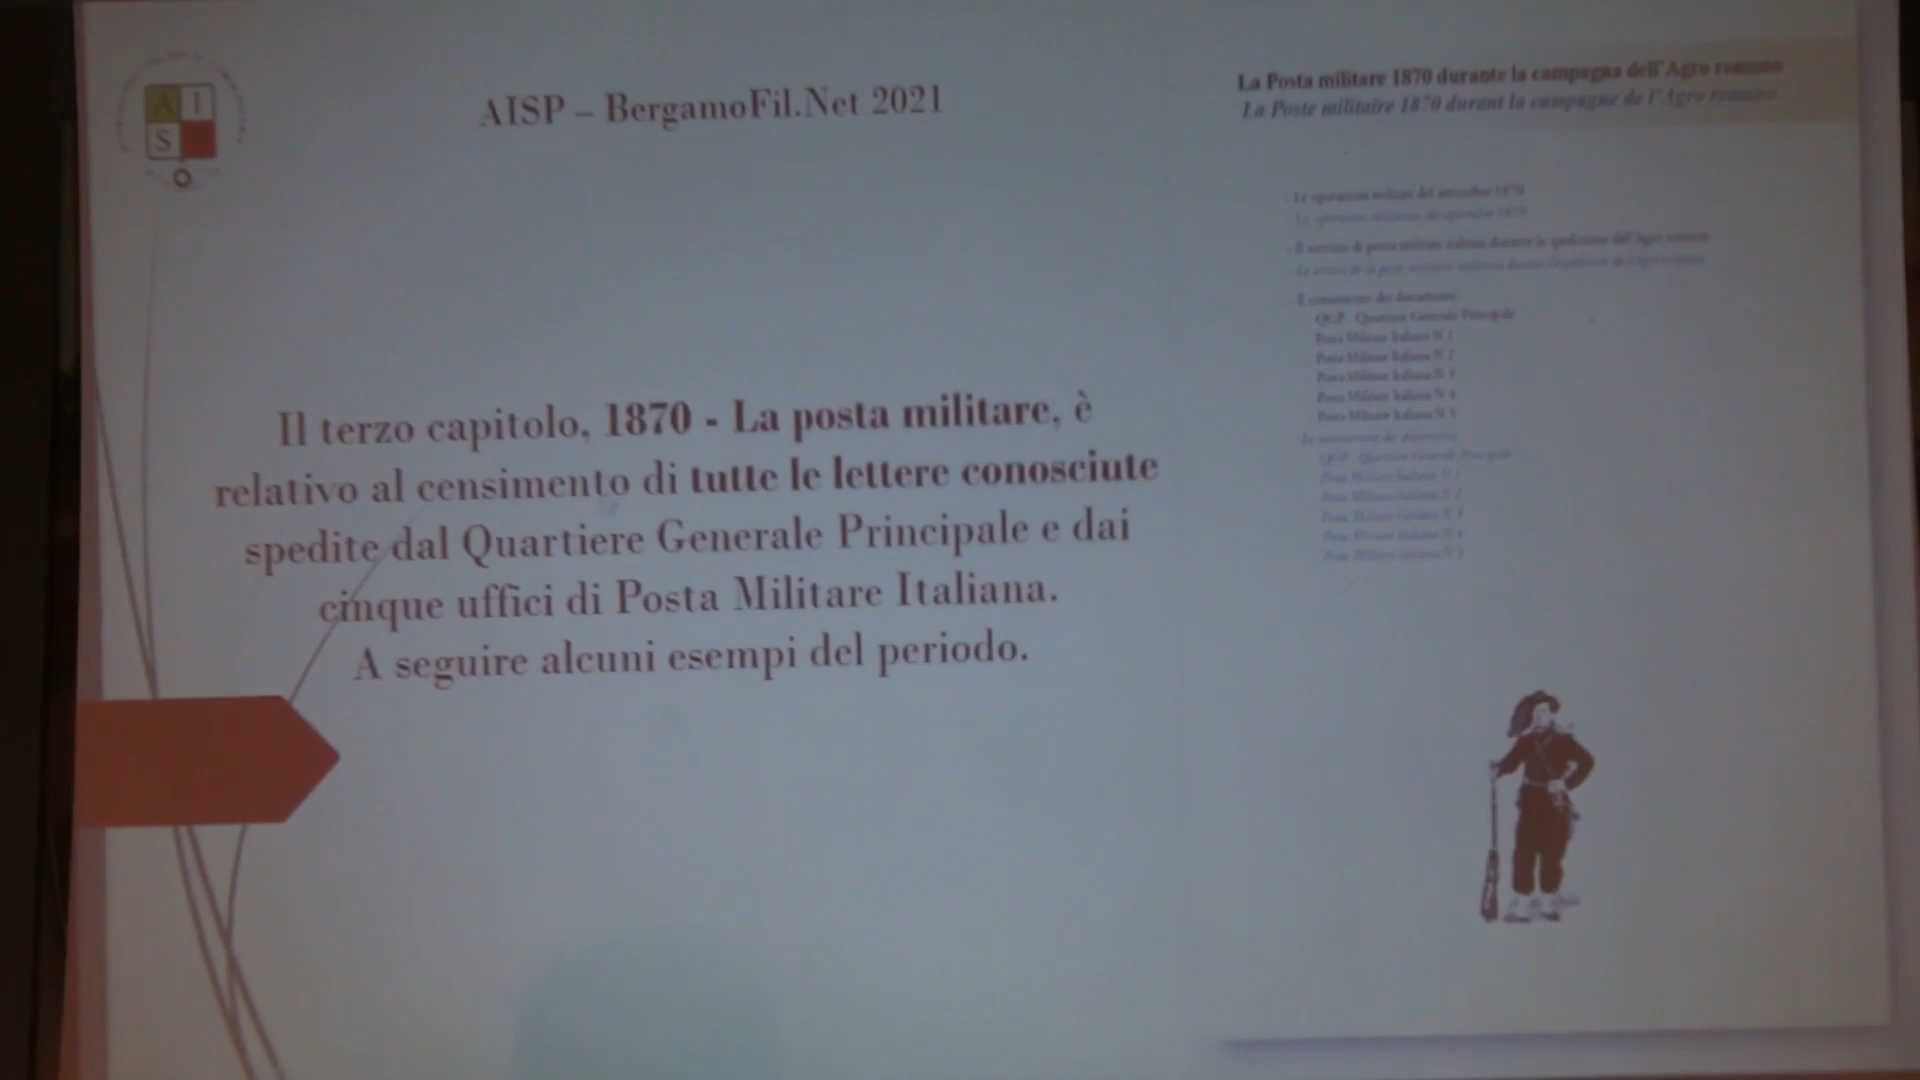 A I
S
AISP – BergamoFil.Net 2021
Il terzo capitolo, 1870 - La posta militare, è
relativo al censimento di tutte le lettere conosciute
spedite dal Quartiere Generale Principale e dai
cinque uffici di Posta Militare Italiana.
A seguire alcuni esempi del periodo.
La Posta militare 1870 durante la campagna dell'Agro romano
La Poste militaire 1870 durant la campagne de l'Agro romano
Le operazioni militari del settembre 1870
Il servizio di posta militare italiana durante la spedizione dell'Agro romano
Il censimento dei documenti
QGP - Quartiere Generale Principale
Posta Militare Italiana N. 1
Posta Militare Italiana N. 2
Posta Militare Italiana N. 3
Posta Militare Italiana N. 4
Posta Militare Italiana N. 5
QGP - Quartiere Generale Principale
Posta Militare Italiana N. 1
Posta Militare Italiana N. 2
Posta Militare Italiana N. 3
Posta Militare Italiana N. 4
Posta Militare Italiana N. 5